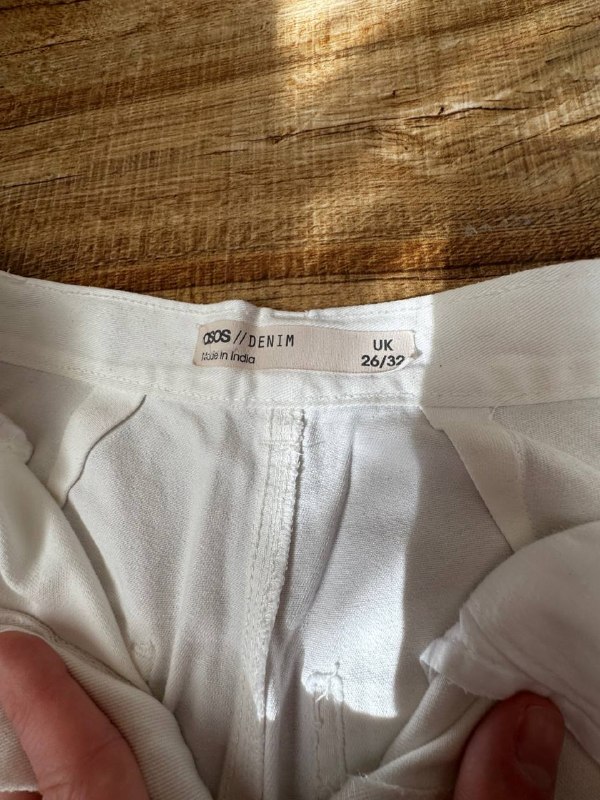 asos // DENIM
Made in India
UK
26/32